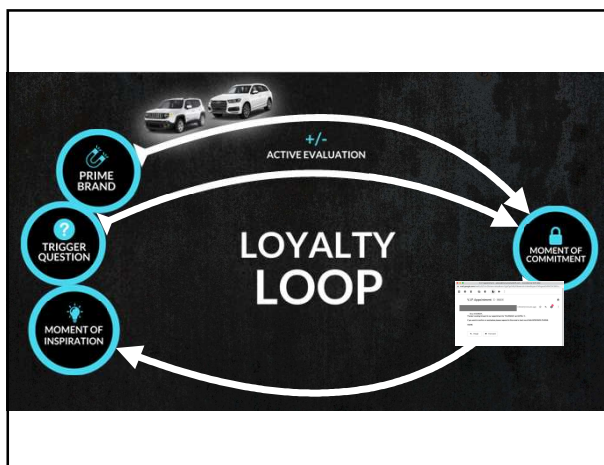 +/-
ACTIVE EVALUATION
PRIME
BRAND
?
TRIGGER
QUESTION
MOMENT OF
INSPIRATION
LOYALTY
LOOP
MOMENT OF
COMMITMENT